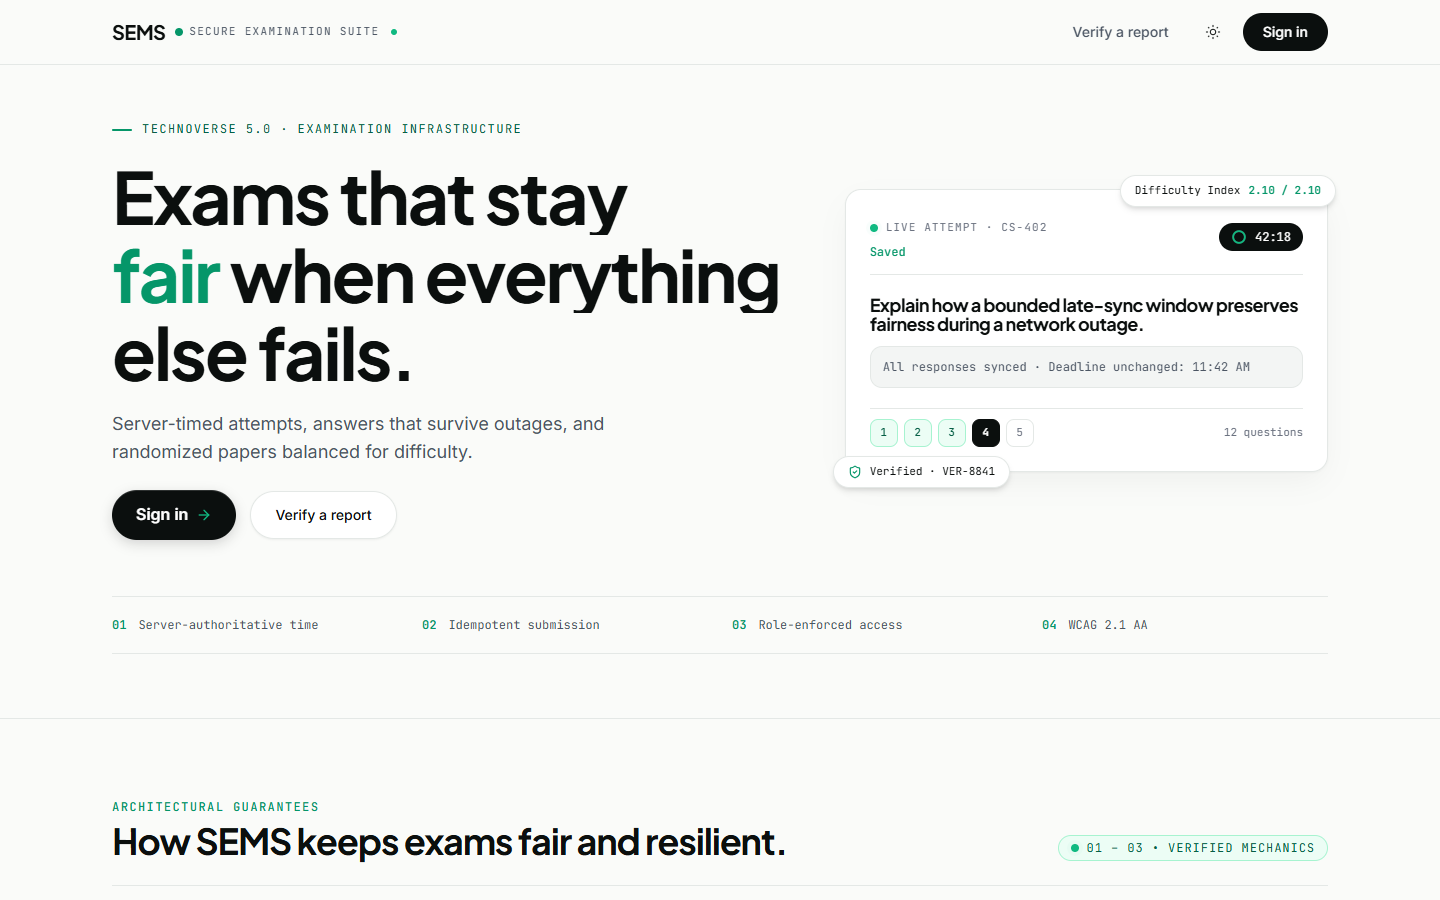 SEMS SECURE EXAMINATION SUITE
Verify a report
Sign in
TECHNOVERSE 5.0 · EXAMINATION INFRASTRUCTURE
Exams that stay
fair when everything
else fails.
Server-timed attempts, answers that survive outages, and
randomized papers balanced for difficulty.
Sign in →
Verify a report
Difficulty Index 2.10 / 2.10
LIVE ATTEMPT · CS-402
Saved
42:18
Explain how a bounded late-sync window preserves
fairness during a network outage.
All responses synced · Deadline unchanged: 11:42 AM
1 2 3 4 5
12 questions
Verified · VER-8841
01 Server-authoritative time
02 Idempotent submission
03 Role-enforced access
04 WCAG 2.1 AA
ARCHITECTURAL GUARANTEES
How SEMS keeps exams fair and resilient.
01 – 03 • VERIFIED MECHANICS